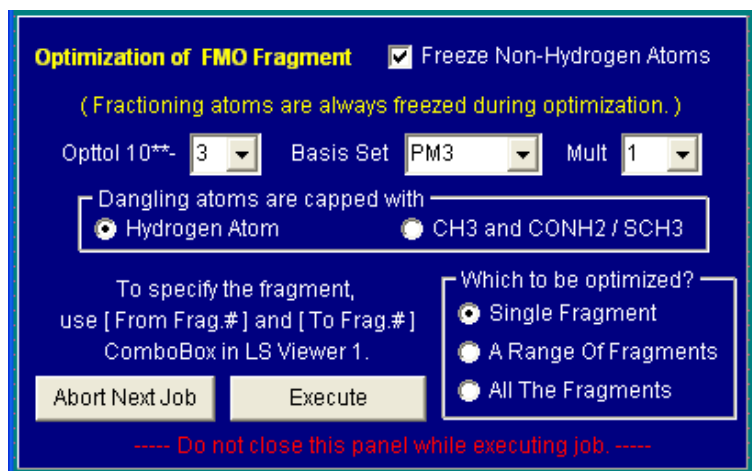 Optimization of FMO Fragment Freeze Non-Hydrogen Atoms
( Fractioning atoms are always freezed during optimization. )
Opttol 10**- 3 Basis Set PM3 Mult 1
Dangling atoms are capped with
Hydrogen Atom CH3 and CONH2 / SCH3
To specify the fragment,
use [ From Frag.# ] and [ To Frag.# ]
ComboBox in LS Viewer 1.
Which to be optimized?
Single Fragment
A Range Of Fragments
All The Fragments
Abort Next Job Execute
----- Do not close this panel while executing job. -----